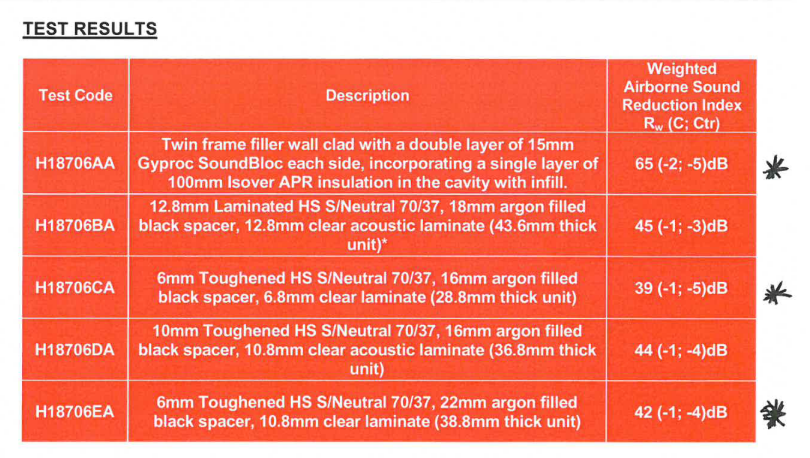 TEST RESULTS
Test Code
Description
Weighted
Airborne Sound
Reduction Index
Rw (C; Ctr)
H18706AA
Twin frame filler wall clad with a double layer of 15mm
Gyproc SoundBloc each side, incorporating a single layer of
100mm Isover APR insulation in the cavity with infill.
65 (-2; -5)dB
H18706BA
12.8mm Laminated HS S/Neutral 70/37, 18mm argon filled
black spacer, 12.8mm clear acoustic laminate (43.6mm thick
unit)*
45 (-1; -3)dB
H18706CA
6mm Toughened HS S/Neutral 70/37, 16mm argon filled
black spacer, 6.8mm clear laminate (28.8mm thick unit)
39 (-1; -5)dB
H18706DA
10mm Toughened HS S/Neutral 70/37, 16mm argon filled
black spacer, 10.8mm clear acoustic laminate (36.8mm thick
unit)
44 (-1; -4)dB
H18706EA
6mm Toughened HS S/Neutral 70/37, 22mm argon filled
black spacer, 10.8mm clear laminate (38.8mm thick unit)
42 (-1; -4)dB